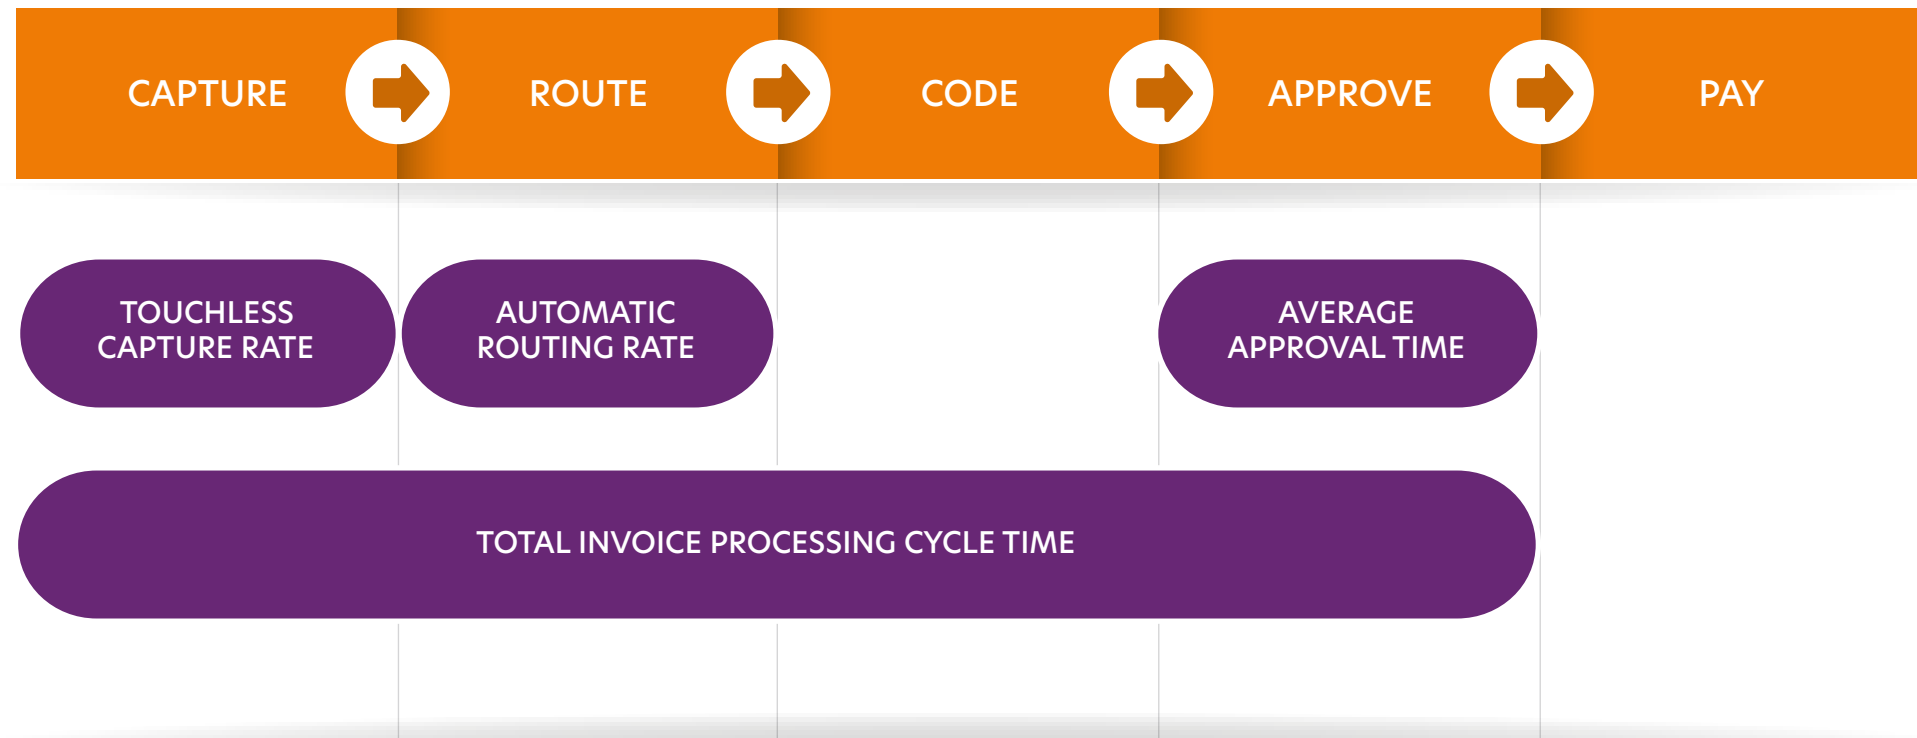 CAPTURE
ROUTE
CODE
APPROVE
PAY
TOUCHLESS
CAPTURE RATE
AUTOMATIC
ROUTING RATE
AVERAGE
APPROVAL TIME
TOTAL INVOICE PROCESSING CYCLE TIME